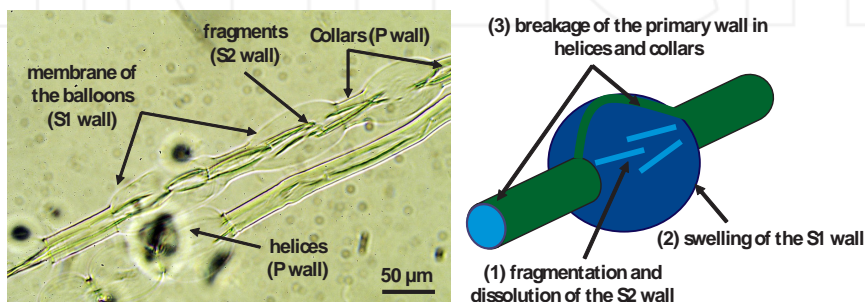 fragments
(S2 wall)
Collars (P wall)
membrane of
the balloons
(S1 wall)
helices
(P wall)
50 µm
(3) breakage of the primary wall in
helices and collars
(2) swelling of the S1 wall
(1) fragmentation and
dissolution of the S2 wall